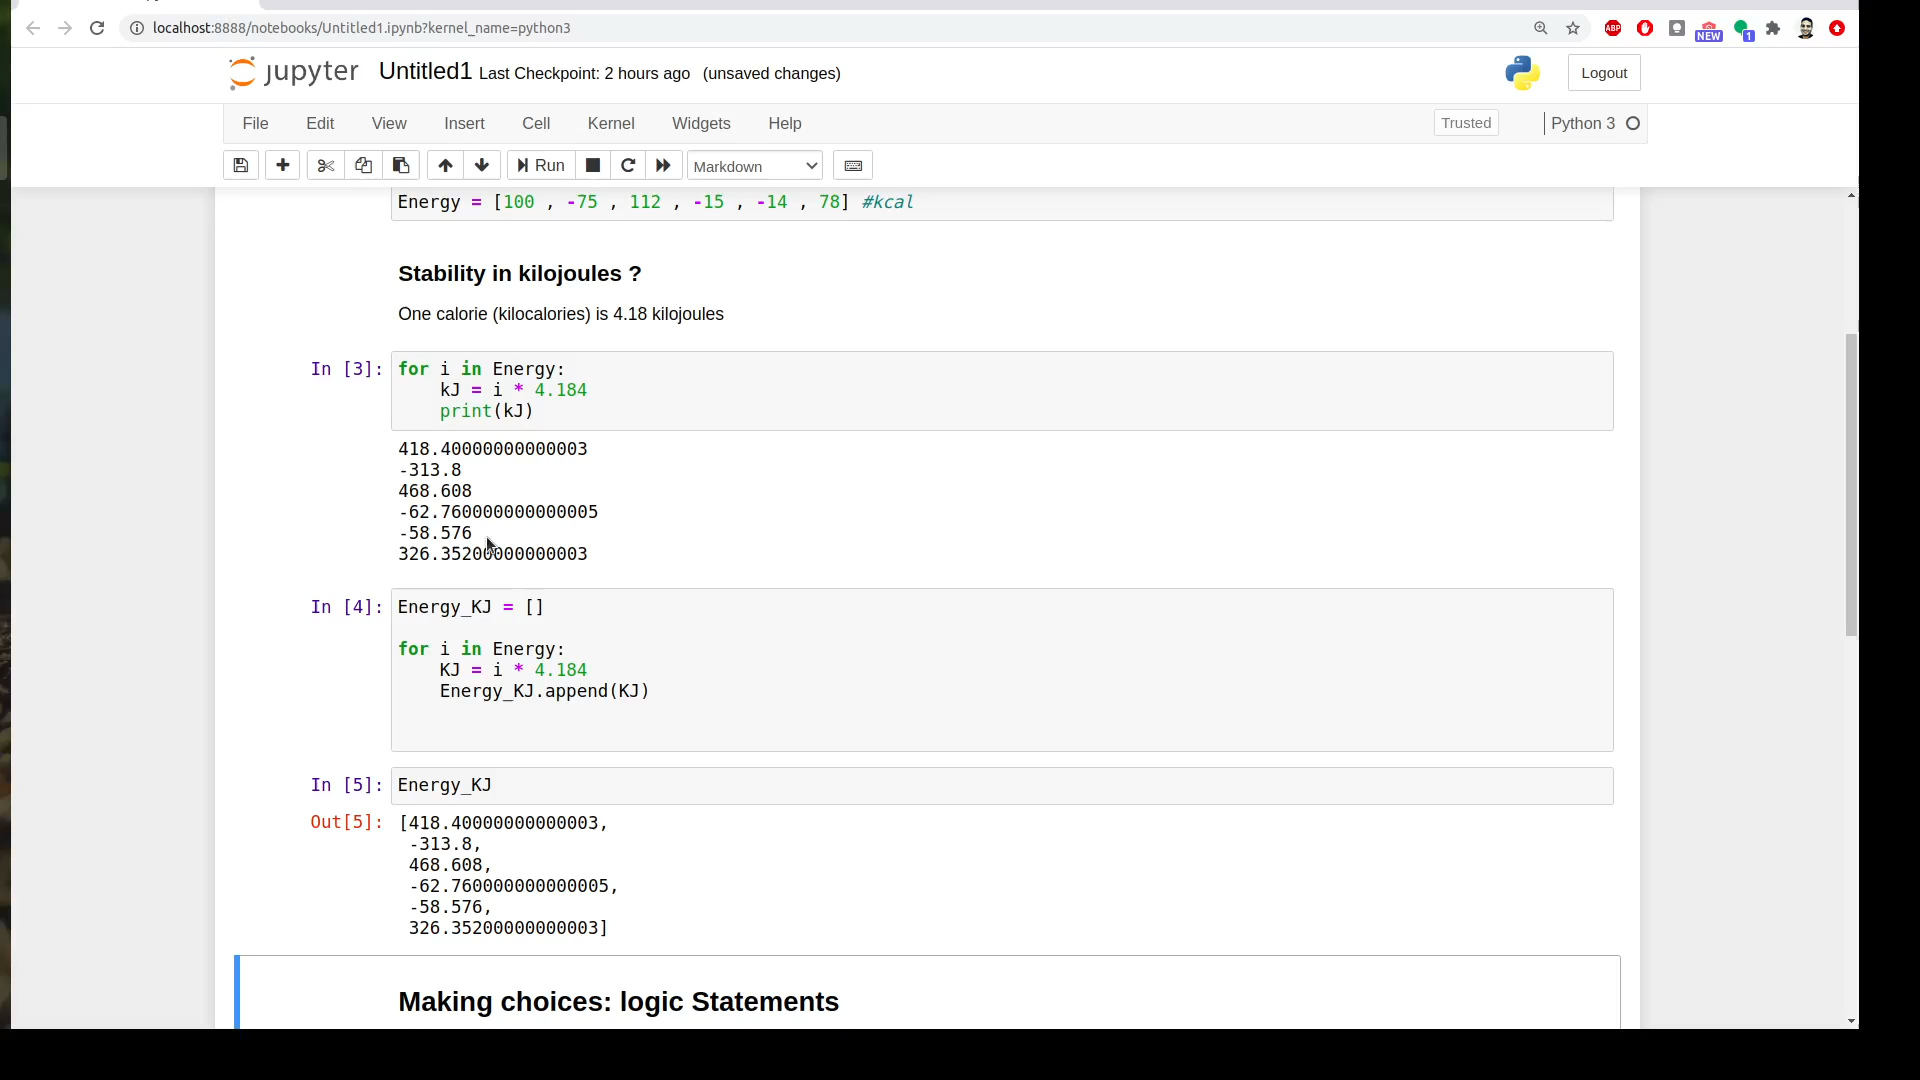 localhost:8888/notebooks/Untitled1.ipynb?kernel_name=python3
ABP
NEW
1
jupyter Untitled1 Last Checkpoint: 2 hours ago (unsaved changes)
Logout
File Edit View Insert Cell Kernel Widgets Help
Trusted
Python 3
Run
Markdown
Energy = [100 , -75 , 112 , -15 , -14 , 78] #kcal
Stability in kilojoules ?
One calorie (kilocalories) is 4.18 kilojoules
In [3]: for i in Energy:
kJ = i * 4.184
print(kJ)
418.40000000000003
-313.8
468.608
-62.760000000000005
-58.576
326.35200000000003
In [4]: Energy_KJ = []
for i in Energy:
KJ = i * 4.184
Energy_KJ.append(KJ)
In [5]: Energy_KJ
Out[5]: [418.40000000000003,
-313.8,
468.608,
-62.760000000000005,
-58.576,
326.35200000000003]
Making choices: logic Statements